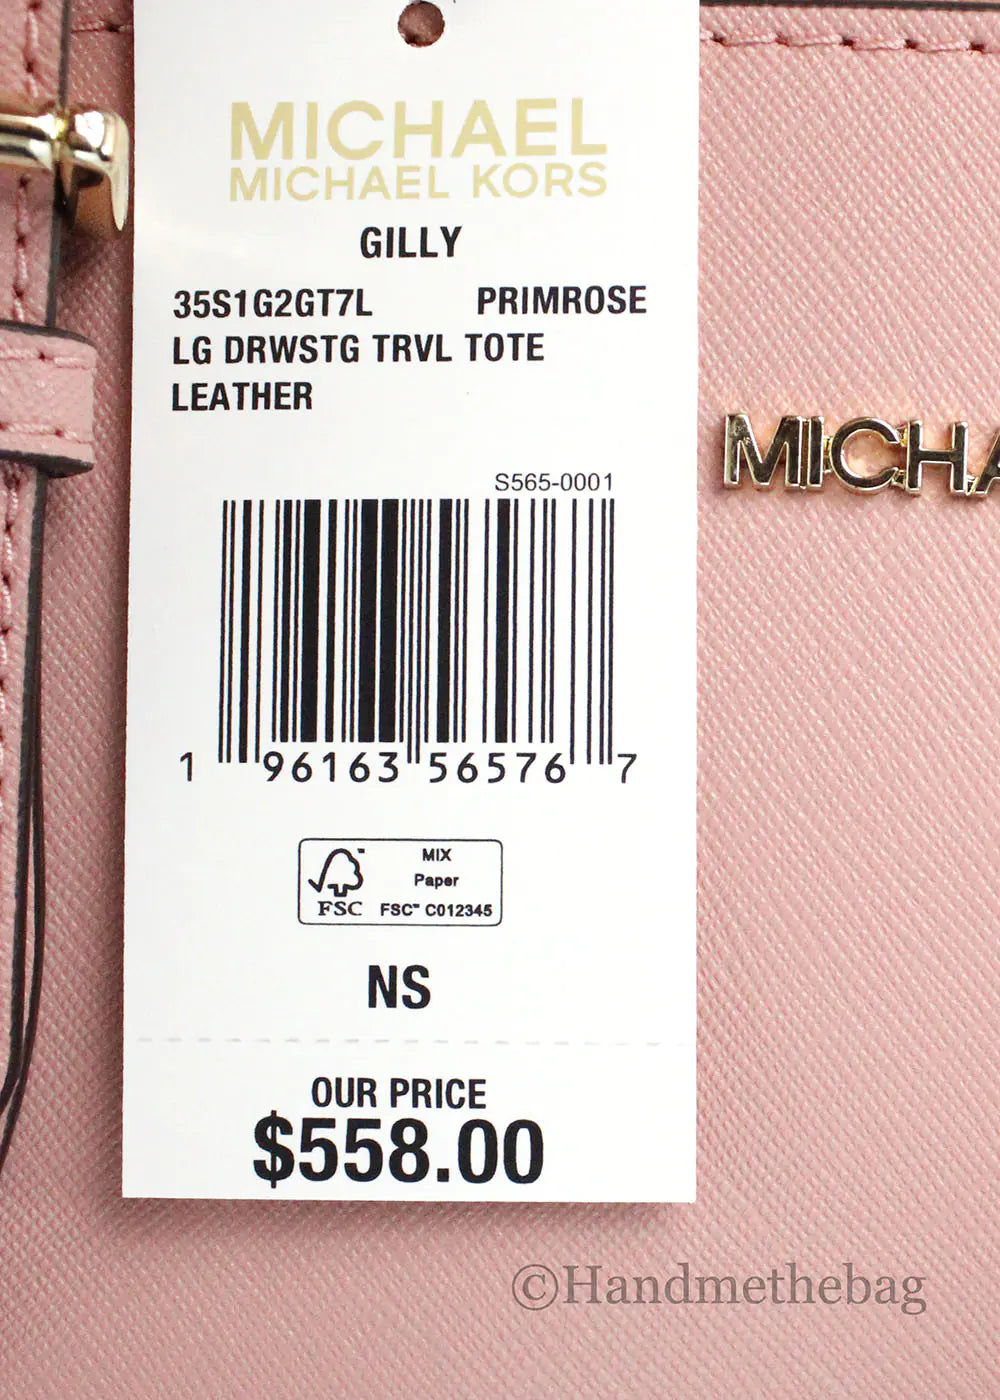 MICHAEL
MICHAEL KORS
GILLY
35S1G2GT7L PRIMROSE
LG DRWSTG TRVL TOTE
LEATHER
S565-0001
1 96163 56576 7
MIX
Paper
FSC FSC™ C012345
NS
OUR PRICE
$558.00
MICHA
©Handmethebag